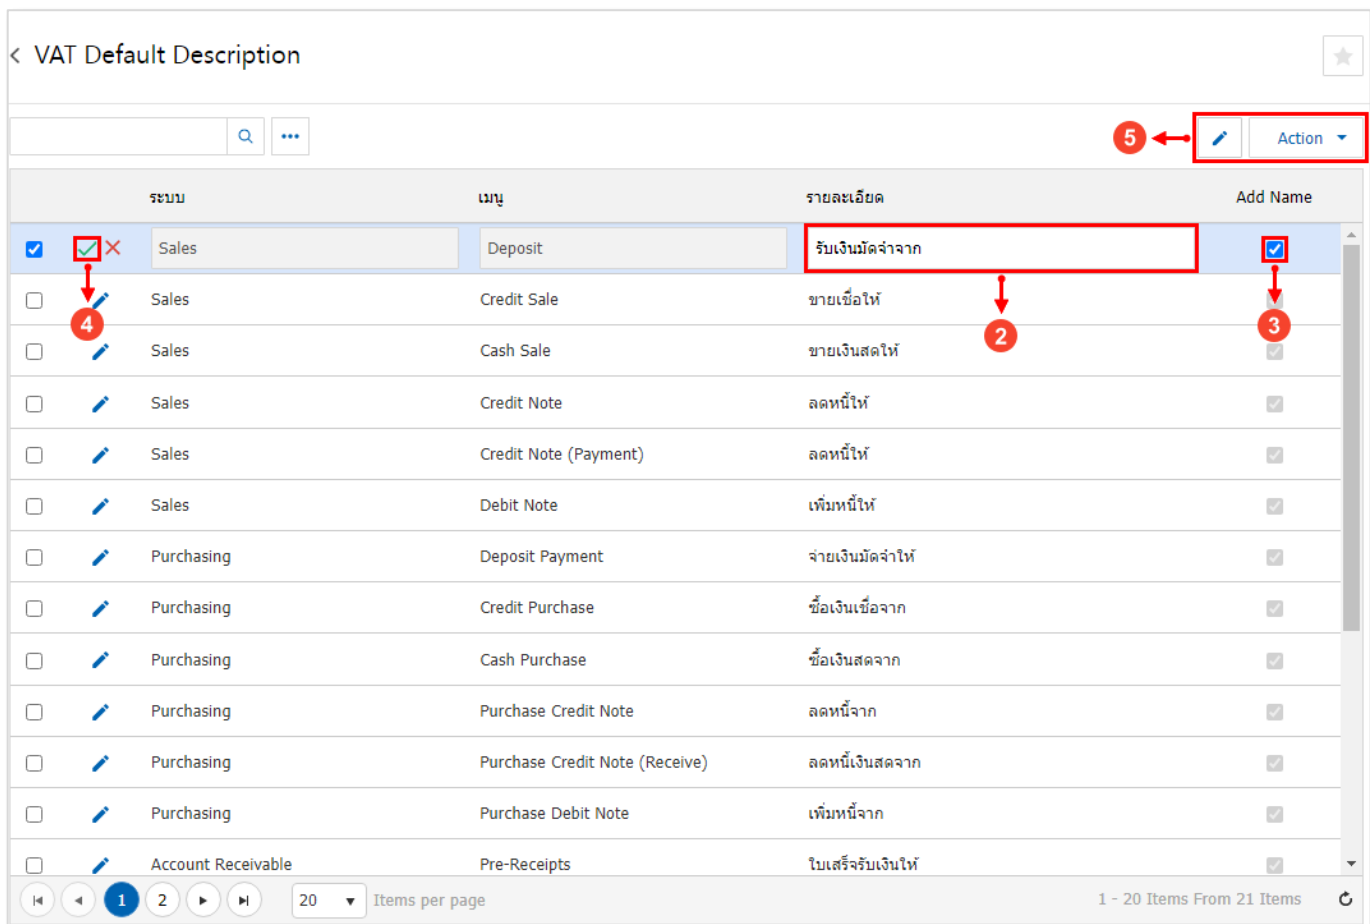 VAT Default Description
5 Action
ระบบ เมนู รายละเอียด Add Name
Sales Deposit รับเงินมัดจำจาก
Sales Credit Sale ขายเชื่อให้
4 2 3
Sales Cash Sale ขายเงินสดให้
Sales Credit Note ลดหนี้ให้
Sales Credit Note (Payment) ลดหนี้ให้
Sales Debit Note เพิ่มหนี้ให้
Purchasing Deposit Payment จ่ายเงินมัดจำให้
Purchasing Credit Purchase ซื้อเงินเชื่อจาก
Purchasing Cash Purchase ซื้อเงินสดจาก
Purchasing Purchase Credit Note ลดหนี้จาก
Purchasing Purchase Credit Note (Receive) ลดหนี้เงินสดจาก
Purchasing Purchase Debit Note เพิ่มหนี้จาก
Account Receivable Pre-Receipts ใบเสร็จรับเงินให้
1 2 20 Items per page 1 - 20 Items From 21 Items